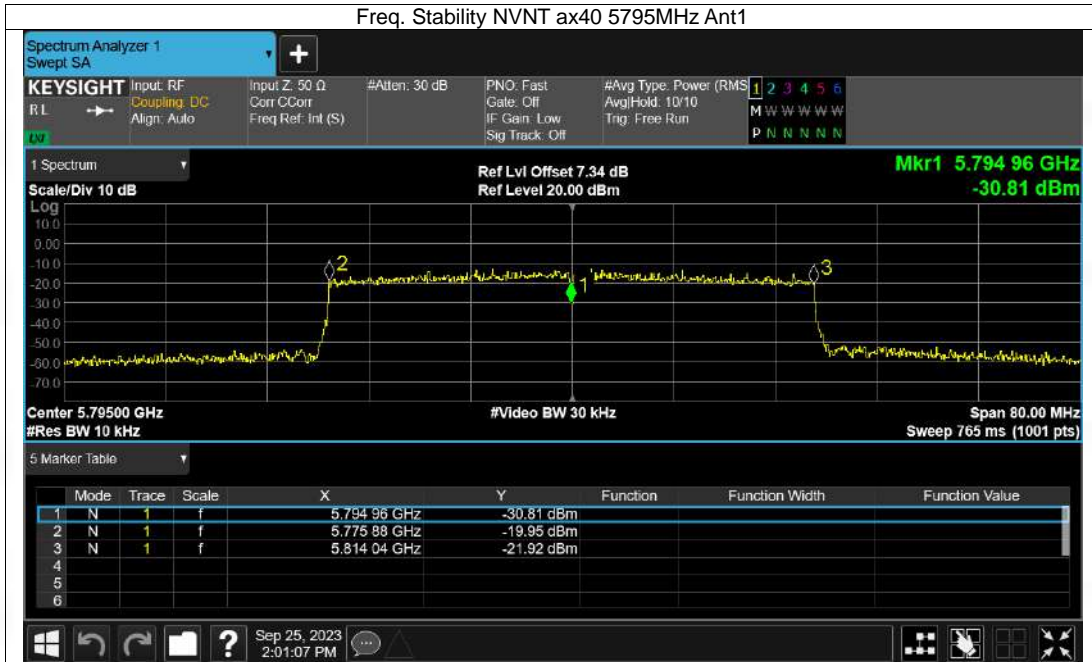 Freq. Stability NVNT ax40 5795MHz Ant1
Spectrum Analyzer 1
Swept SA
+
KEYSIGHT Input: RF Input Z: 50 Ω #Atten: 30 dB PNO: Fast #Avg Type: Power (RMS 1 2 3 4 5 6
RL Coupling: DC Corr CCorr Gate: Off Avg|Hold: 10/10 M W W W W W
Align: Auto Freq Ref: Int (S) IF Gain: Low Trig: Free Run
LXI Sig Track: Off P N N N N N
1 Spectrum Ref Lvl Offset 7.34 dB Mkr1 5.794 96 GHz
Scale/Div 10 dB Ref Level 20.00 dBm -30.81 dBm
Log
10.0
0.00
-10.0
2 3
-20.0
1
-30.0
-40.0
-50.0
-60.0
-70.0
Center 5.79500 GHz #Video BW 30 kHz Span 80.00 MHz
#Res BW 10 kHz Sweep 765 ms (1001 pts)
5 Marker Table
Mode Trace Scale X Y Function Function Width Function Value
1 N 1 f 5.794 96 GHz -30.81 dBm
2 N 1 f 5.775 88 GHz -19.95 dBm
3 N 1 f 5.814 04 GHz -21.92 dBm
4
5
6
? Sep 25, 2023
2:01:07 PM